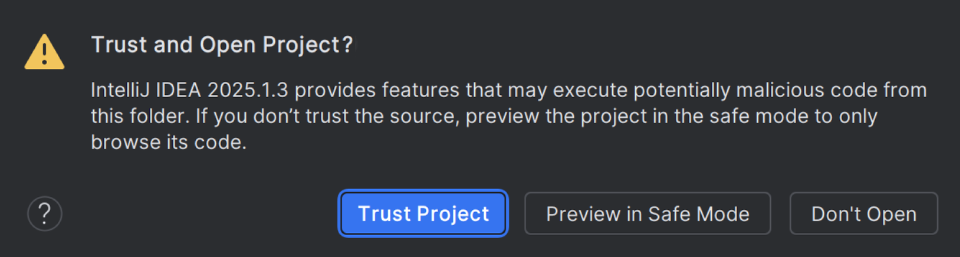 Trust and Open Project?
IntelliJ IDEA 2025.1.3 provides features that may execute potentially malicious code from
this folder. If you don’t trust the source, preview the project in the safe mode to only
browse its code.
?
Trust Project
Preview in Safe Mode
Don't Open